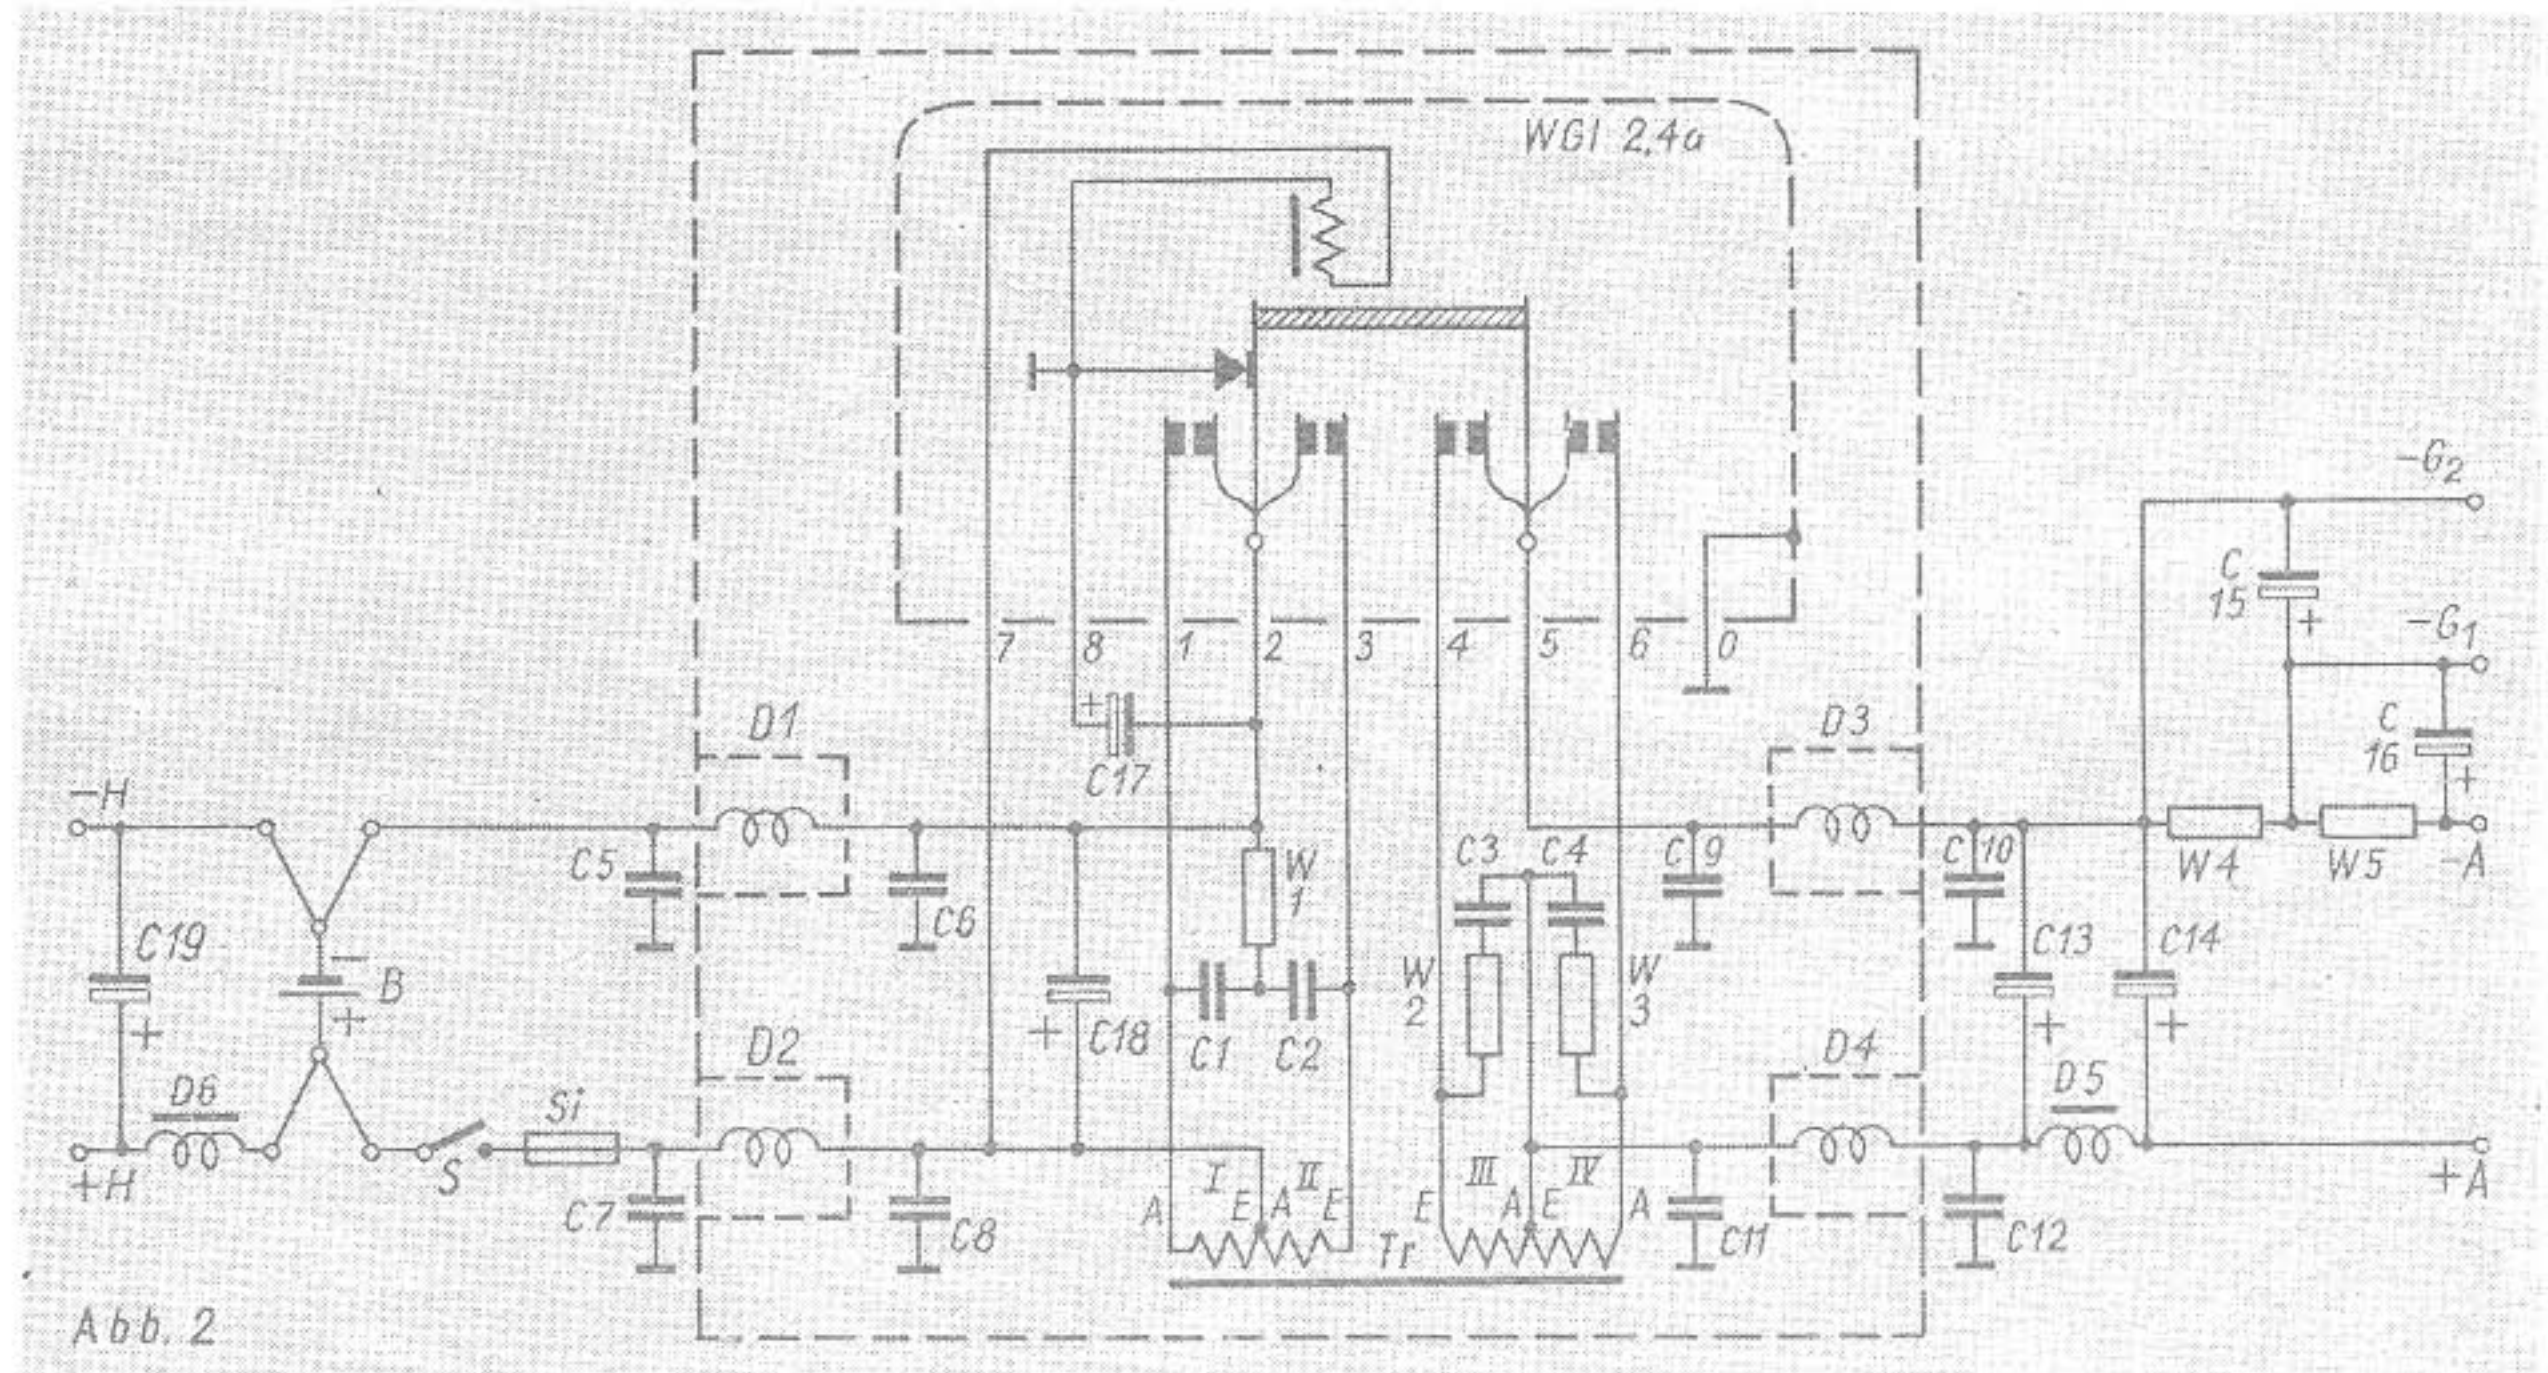 WGl 2,4a
-G2
C
15
+
-G1
7
8
1
2
3
4
5
6
0
C
16
+
D1
D3
+
C17
-H
C5
C6
W
1
C3
C4
C9
C10
W4
W5
-A
C19
+
-
B
+
C18
+
C1
C2
W
2
W
3
C13
+
C14
+
D6
D2
D4
D5
Si
+H
S
C7
C8
I
II
A
E
A
E
III
IV
E
A
E
A
Tr
C11
C12
+A
Abb. 2